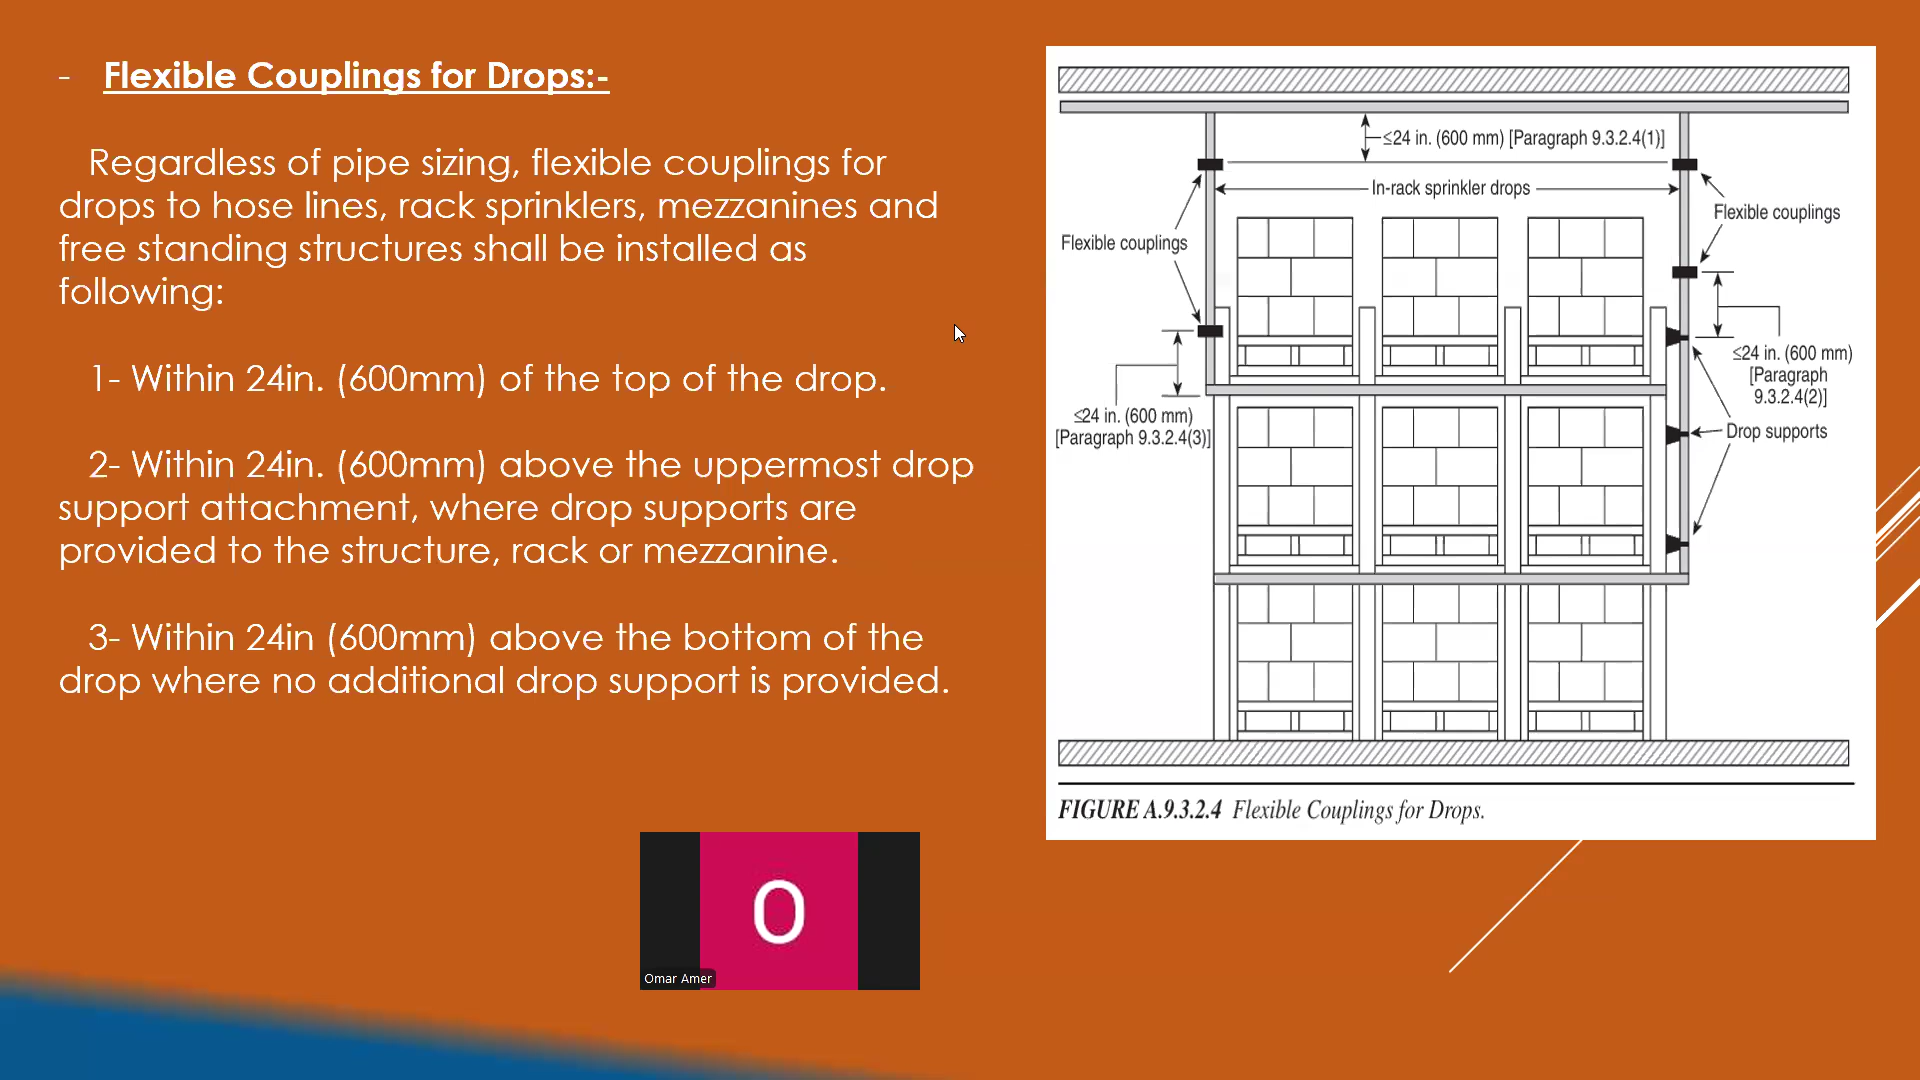 - Flexible Couplings for Drops:-
Regardless of pipe sizing, flexible couplings for
drops to hose lines, rack sprinklers, mezzanines and
free standing structures shall be installed as
following:
1- Within 24in. (600mm) of the top of the drop.
2- Within 24in. (600mm) above the uppermost drop
support attachment, where drop supports are
provided to the structure, rack or mezzanine.
3- Within 24in (600mm) above the bottom of the
drop where no additional drop support is provided.
≤24 in. (600 mm) [Paragraph 9.3.2.4(1)]
In-rack sprinkler drops
Flexible couplings
Flexible couplings
≤24 in. (600 mm)
[Paragraph
9.3.2.4(2)]
≤24 in. (600 mm)
[Paragraph 9.3.2.4(3)]
Drop supports
FIGURE A.9.3.2.4 Flexible Couplings for Drops.
O
Omar Amer